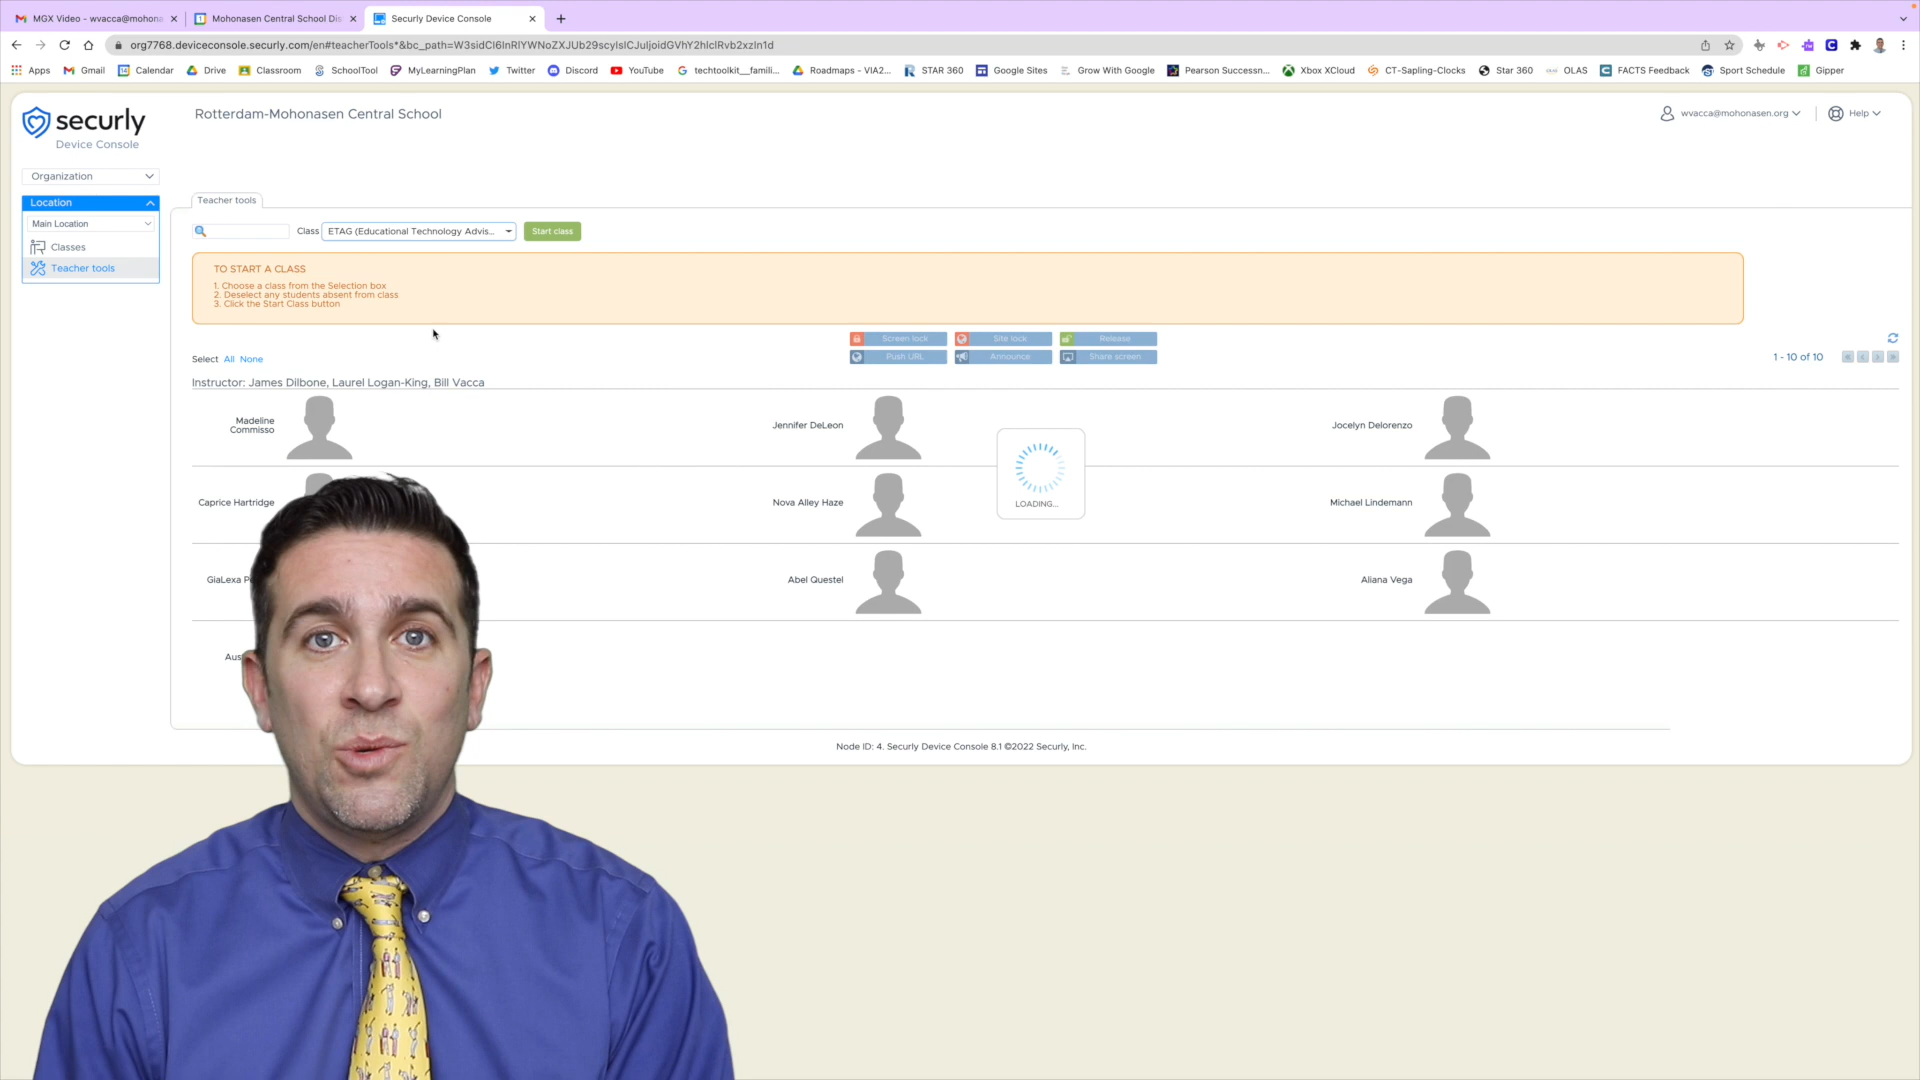 MGX Video - wvacca@mohona
Mohonasen Central School Dis
Securly Device Console
org7768.deviceconsole.securly.com/en#teacherTools*&bc_path=W3sidCI6InRlYWNoZXJUb29scyIsICJuIjoidGVhY2hlclRvb2xzIn1d
Apps Gmail Calendar Drive Classroom SchoolTool MyLearningPlan Twitter Discord YouTube techtoolkit__famili... Roadmaps - VIA2... STAR 360 Google Sites Grow With Google Pearson Successn... Xbox XCloud CT-Sapling-Clocks Star 360 OLAS FACTS Feedback Sport Schedule Gipper
securly
Device Console
Rotterdam-Mohonasen Central School
wvacca@mohonasen.org
Help
Organization
Location
Main Location
Classes
Teacher tools
Teacher tools
Class ETAG (Educational Technology Advis... Start class
TO START A CLASS
1. Choose a class from the Selection box
2. Deselect any students absent from class
3. Click the Start Class button
Screen lock Site lock Release
Push URL Announce Share screen
Select All None
1 - 10 of 10
Instructor: James Dilbone, Laurel Logan-King, Bill Vacca
Madeline
Commisso
Jennifer DeLeon
Jocelyn Delorenzo
Caprice Hartridge
Nova Alley Haze
Michael Lindemann
LOADING...
GiaLexa
Abel Questel
Aliana Vega
Node ID: 4. Securly Device Console 8.1 ©2022 Securly, Inc.